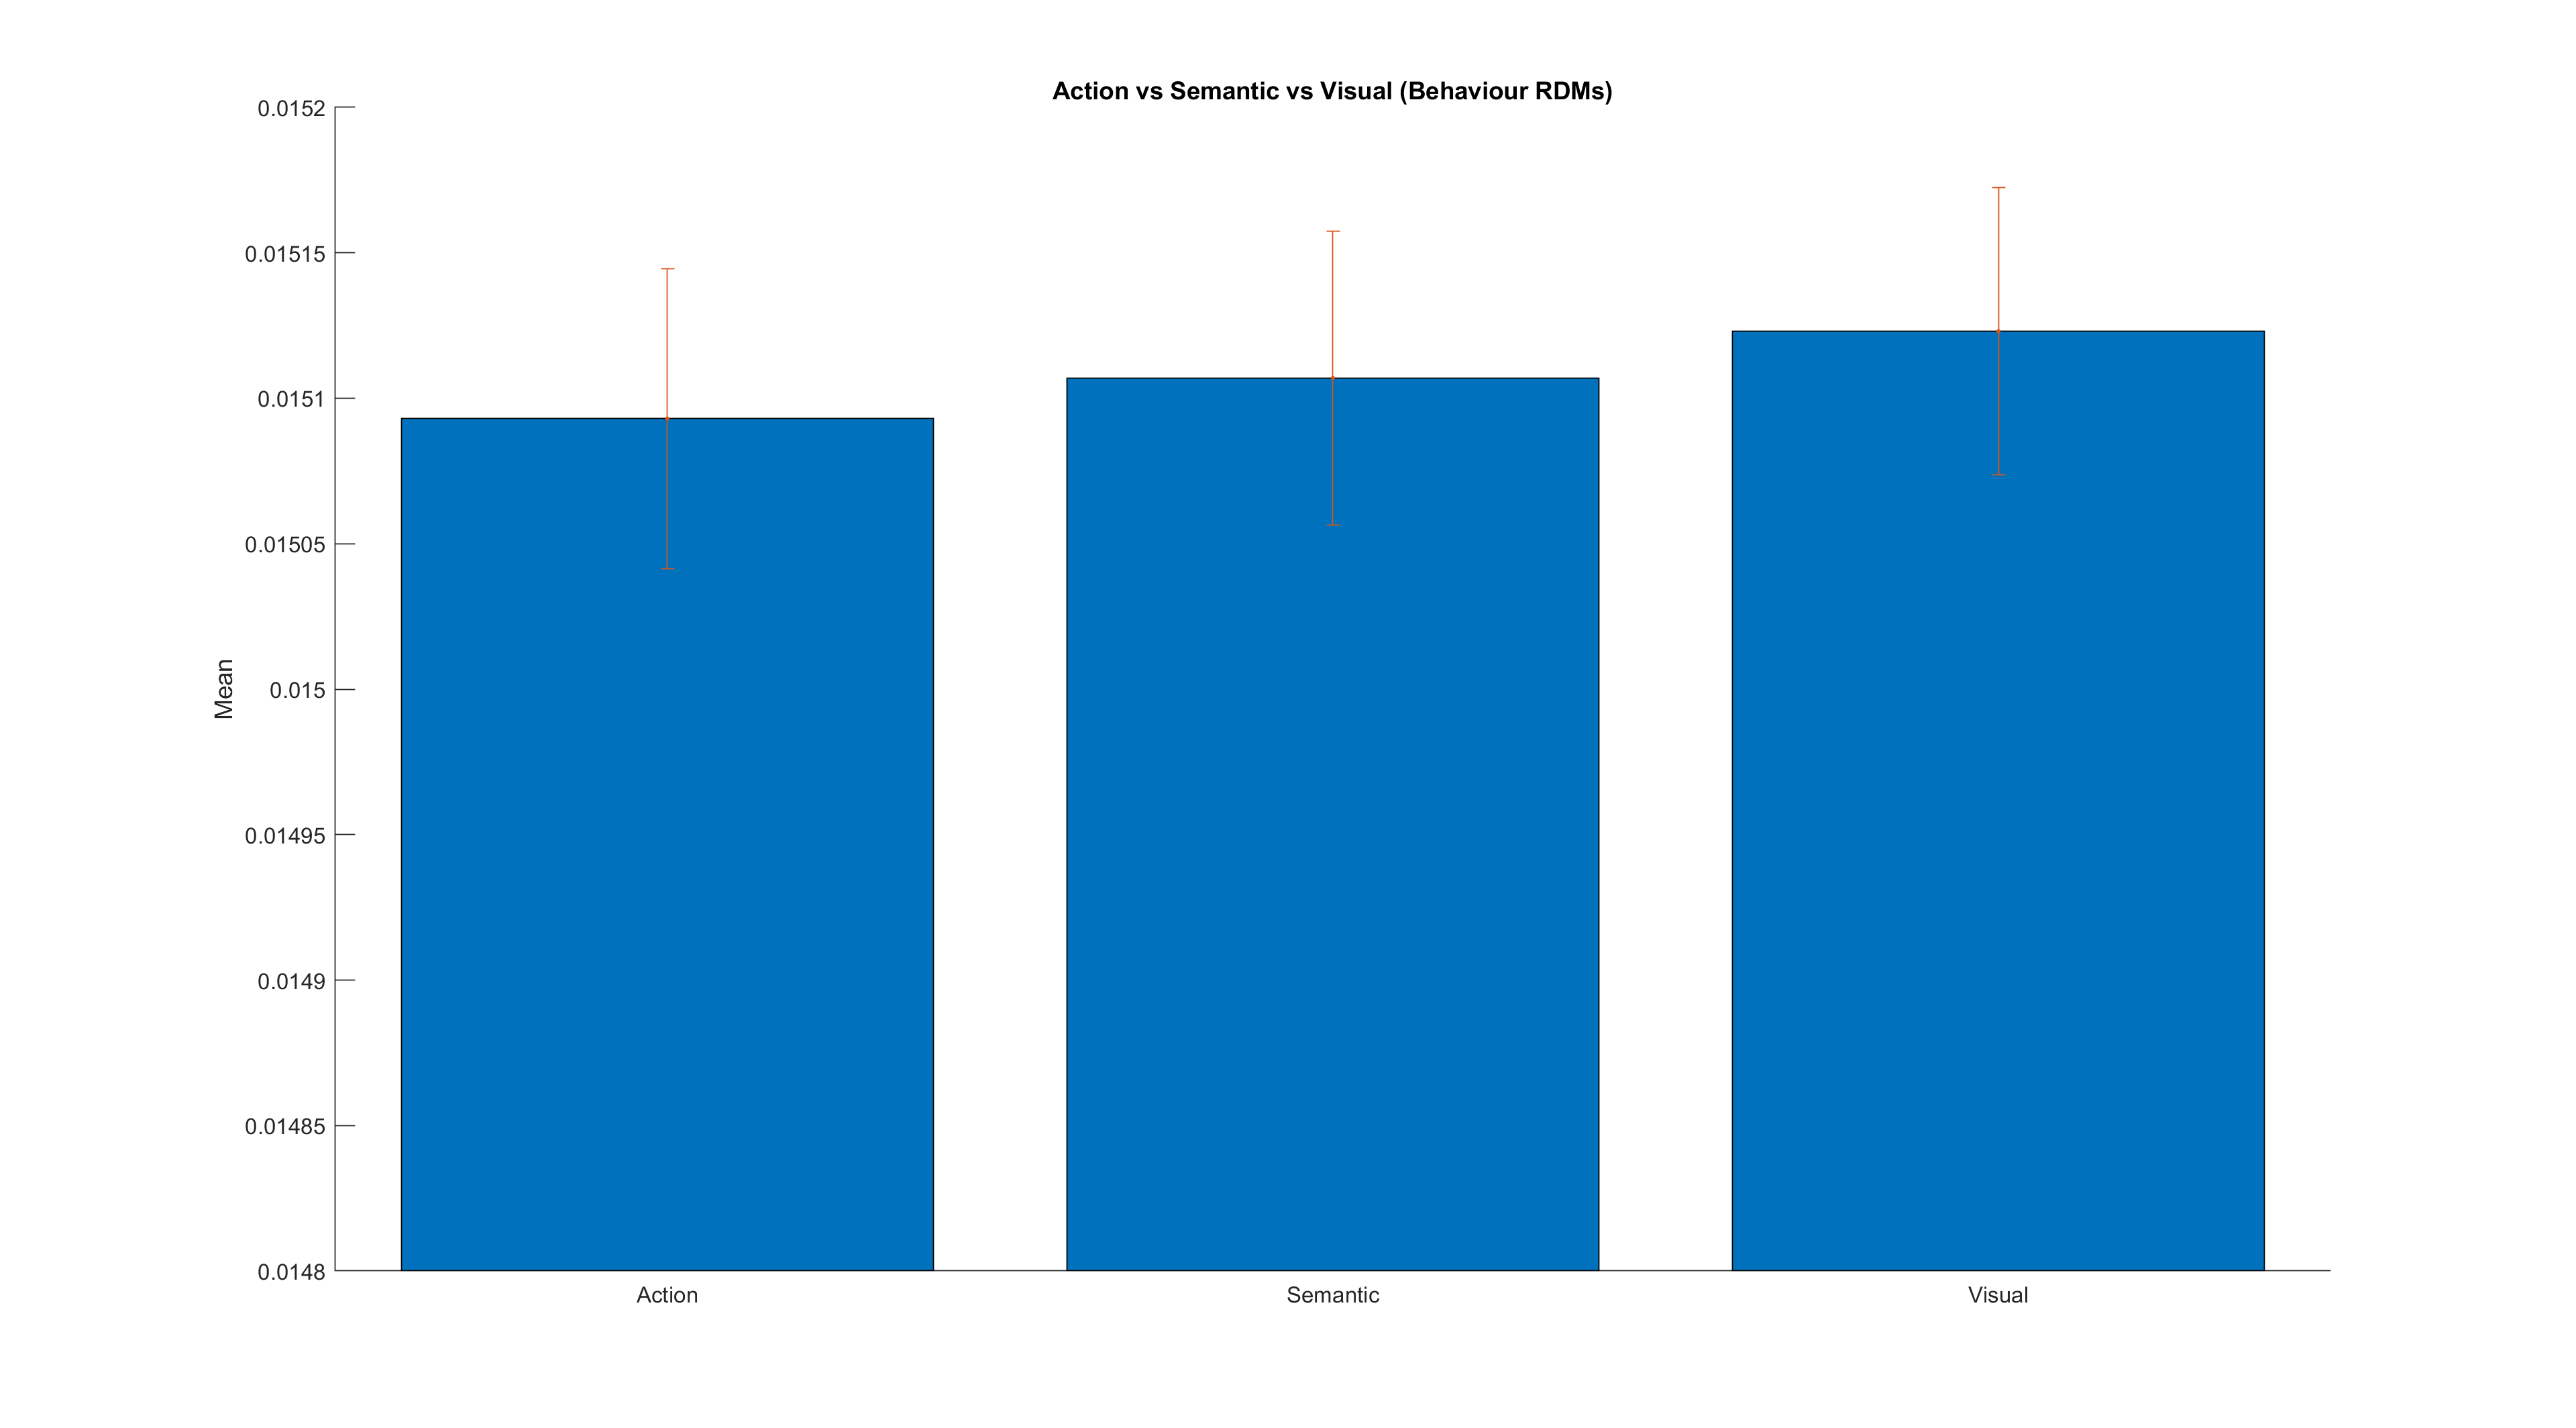 Action vs Semantic vs Visual (Behaviour RDMs)
0.0152
0.01515
0.0151
0.01505
0.015
0.01495
0.0149
0.01485
0.0148
Mean
Action
Semantic
Visual